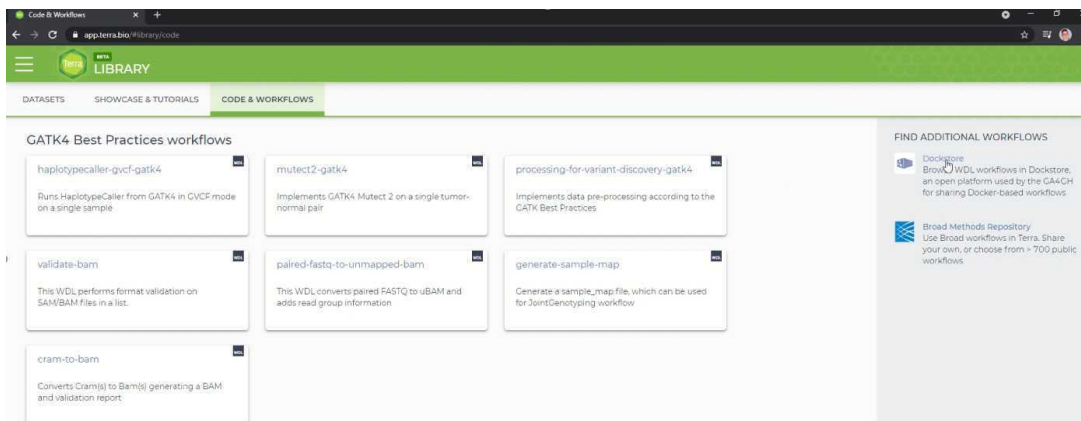 Code & Workflows
app.terra.bio/#library/code
Terra
BETA
LIBRARY
DATASETS
SHOWCASE & TUTORIALS
CODE & WORKFLOWS
GATK4 Best Practices workflows
haplotypecaller-gvcf-gatk4
WDL
Runs HaplotypeCaller from GATK4 in GVCF mode
on a single sample
mutect2-gatk4
WDL
Implements GATK4 Mutect 2 on a single tumor-
normal pair
processing-for-variant-discovery-gatk4
WDL
Implements data pre-processing according to the
GATK Best Practices
validate-bam
WDL
This WDL performs format validation on
SAM/BAM files in a list.
paired-fastq-to-unmapped-bam
WDL
This WDL converts paired FASTQ to uBAM and
adds read group information
generate-sample-map
WDL
Generate a sample_map file, which can be used
for JointGenotyping workflow
cram-to-bam
WDL
Converts Cram(s) to Bam(s) generating a BAM
and validation report
FIND ADDITIONAL WORKFLOWS
Dockstore
WDL workflows in Dockstore,
an open platform used by the GA4GH
for sharing Docker-based workflows
Broad Methods Repository
Use Broad workflows in Terra. Share
your own, or choose from > 700 public
workflows